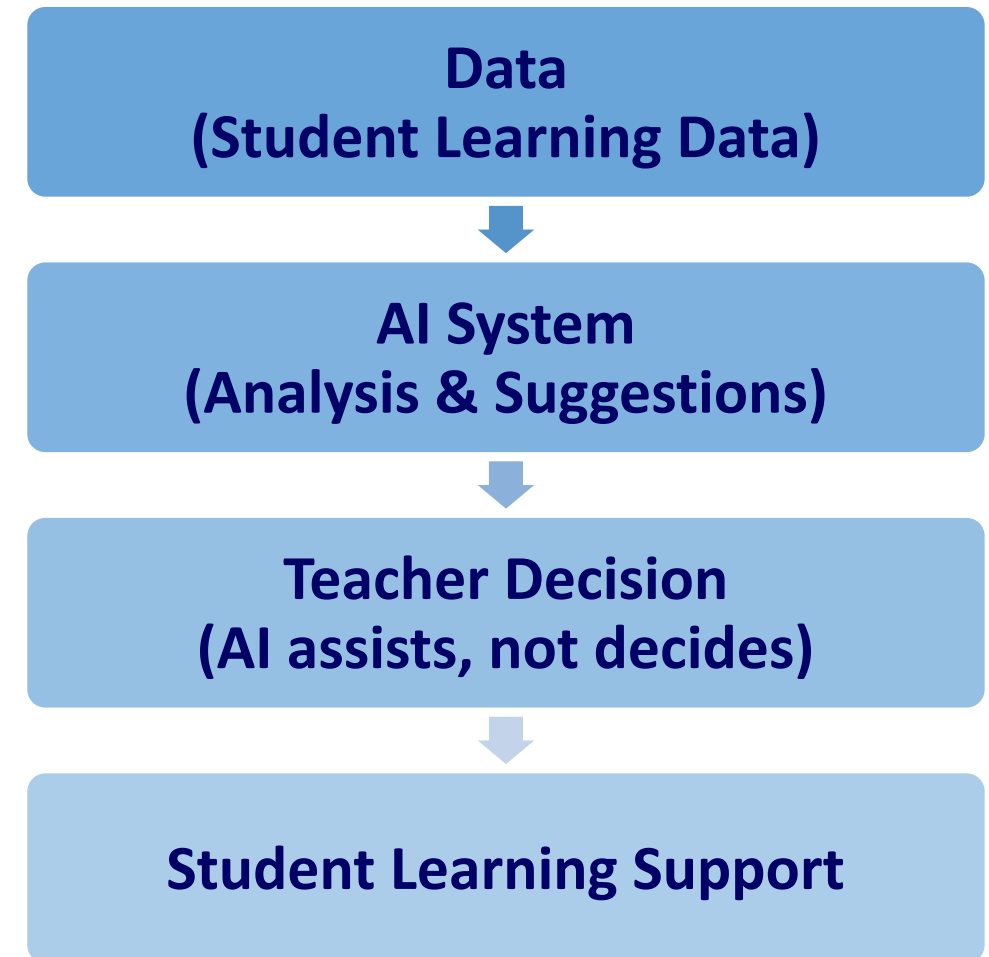 Data
(Student Learning Data)
AI System
(Analysis & Suggestions)
Teacher Decision
(AI assists, not decides)
Student Learning Support